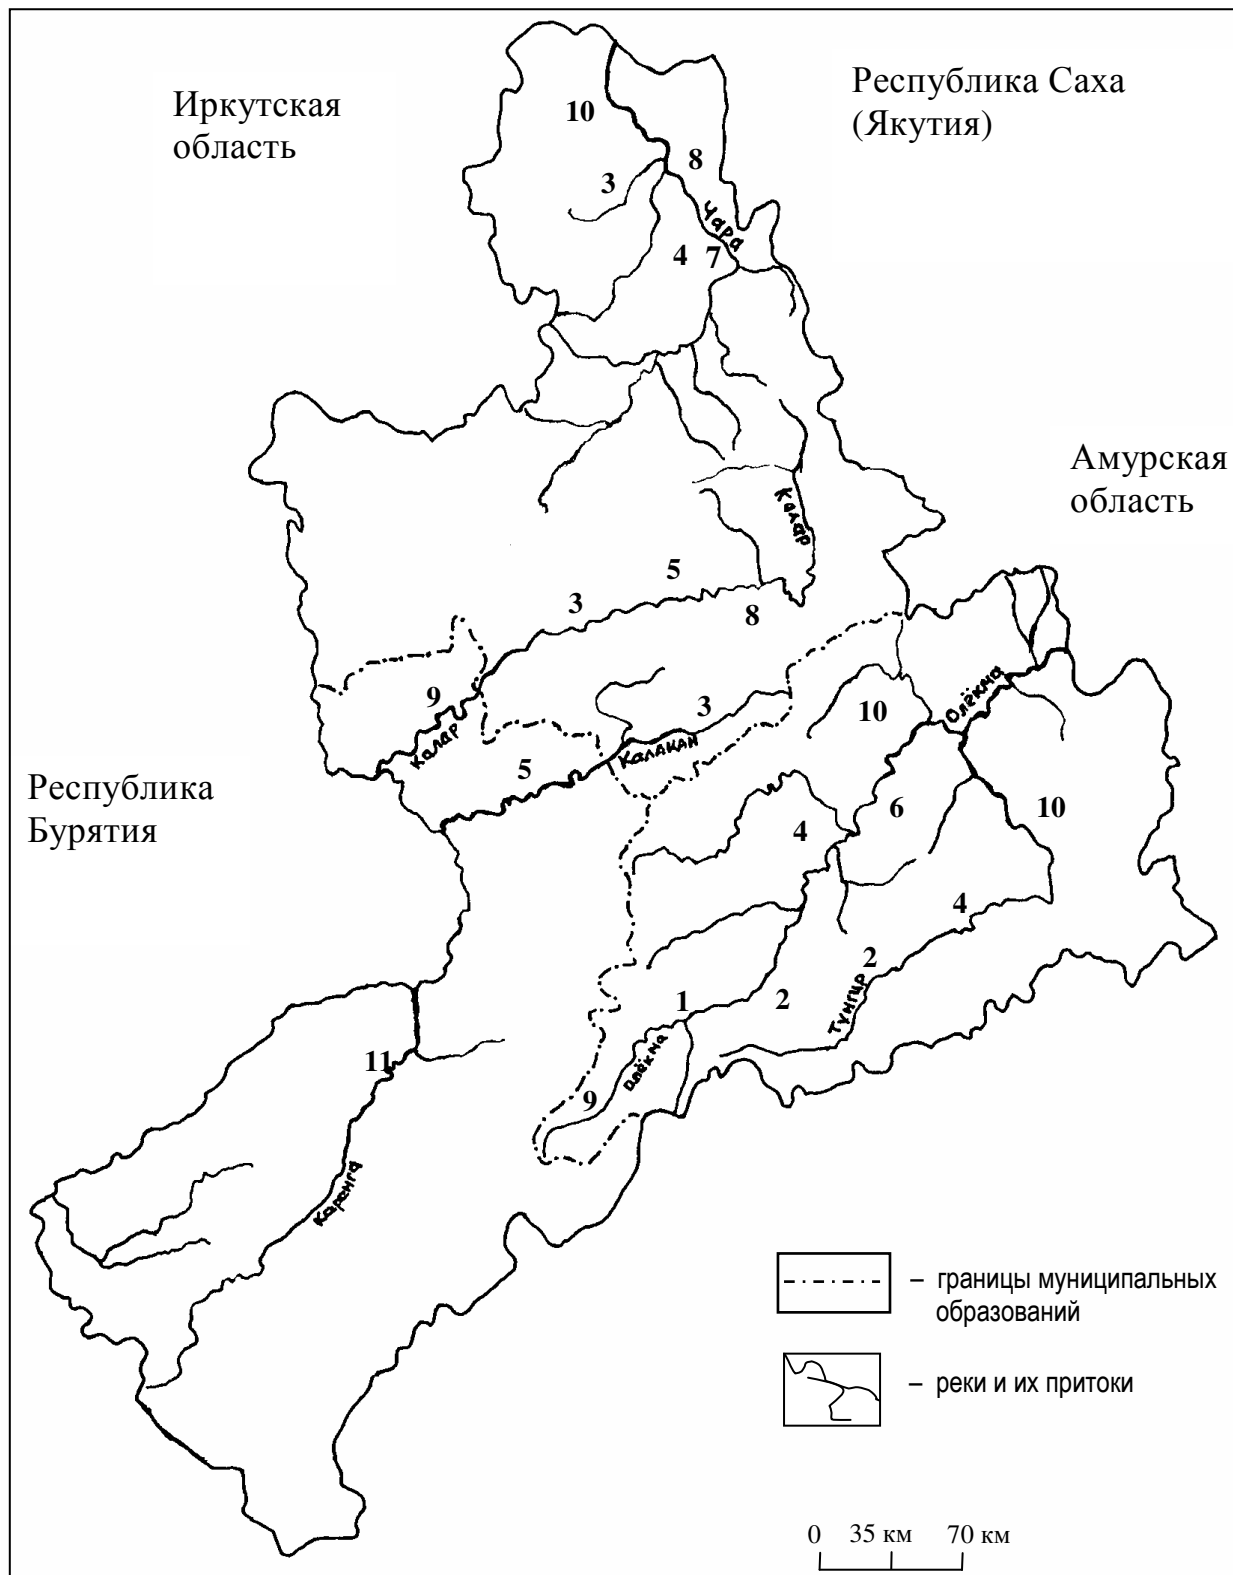 Иркутская
область
Республика Саха
(Якутия)
10
8
3
Чара
4
7
Амурская
область
Калар
5
3
8
9
Калар
3
Калакан
10
Олёкма
5
Республика
Бурятия
4
6
10
4
2
Тунгир
1
2
Олёкма
9
11
Каренга
– границы муниципальных
образований
– реки и их притоки
0 35 км 70 км